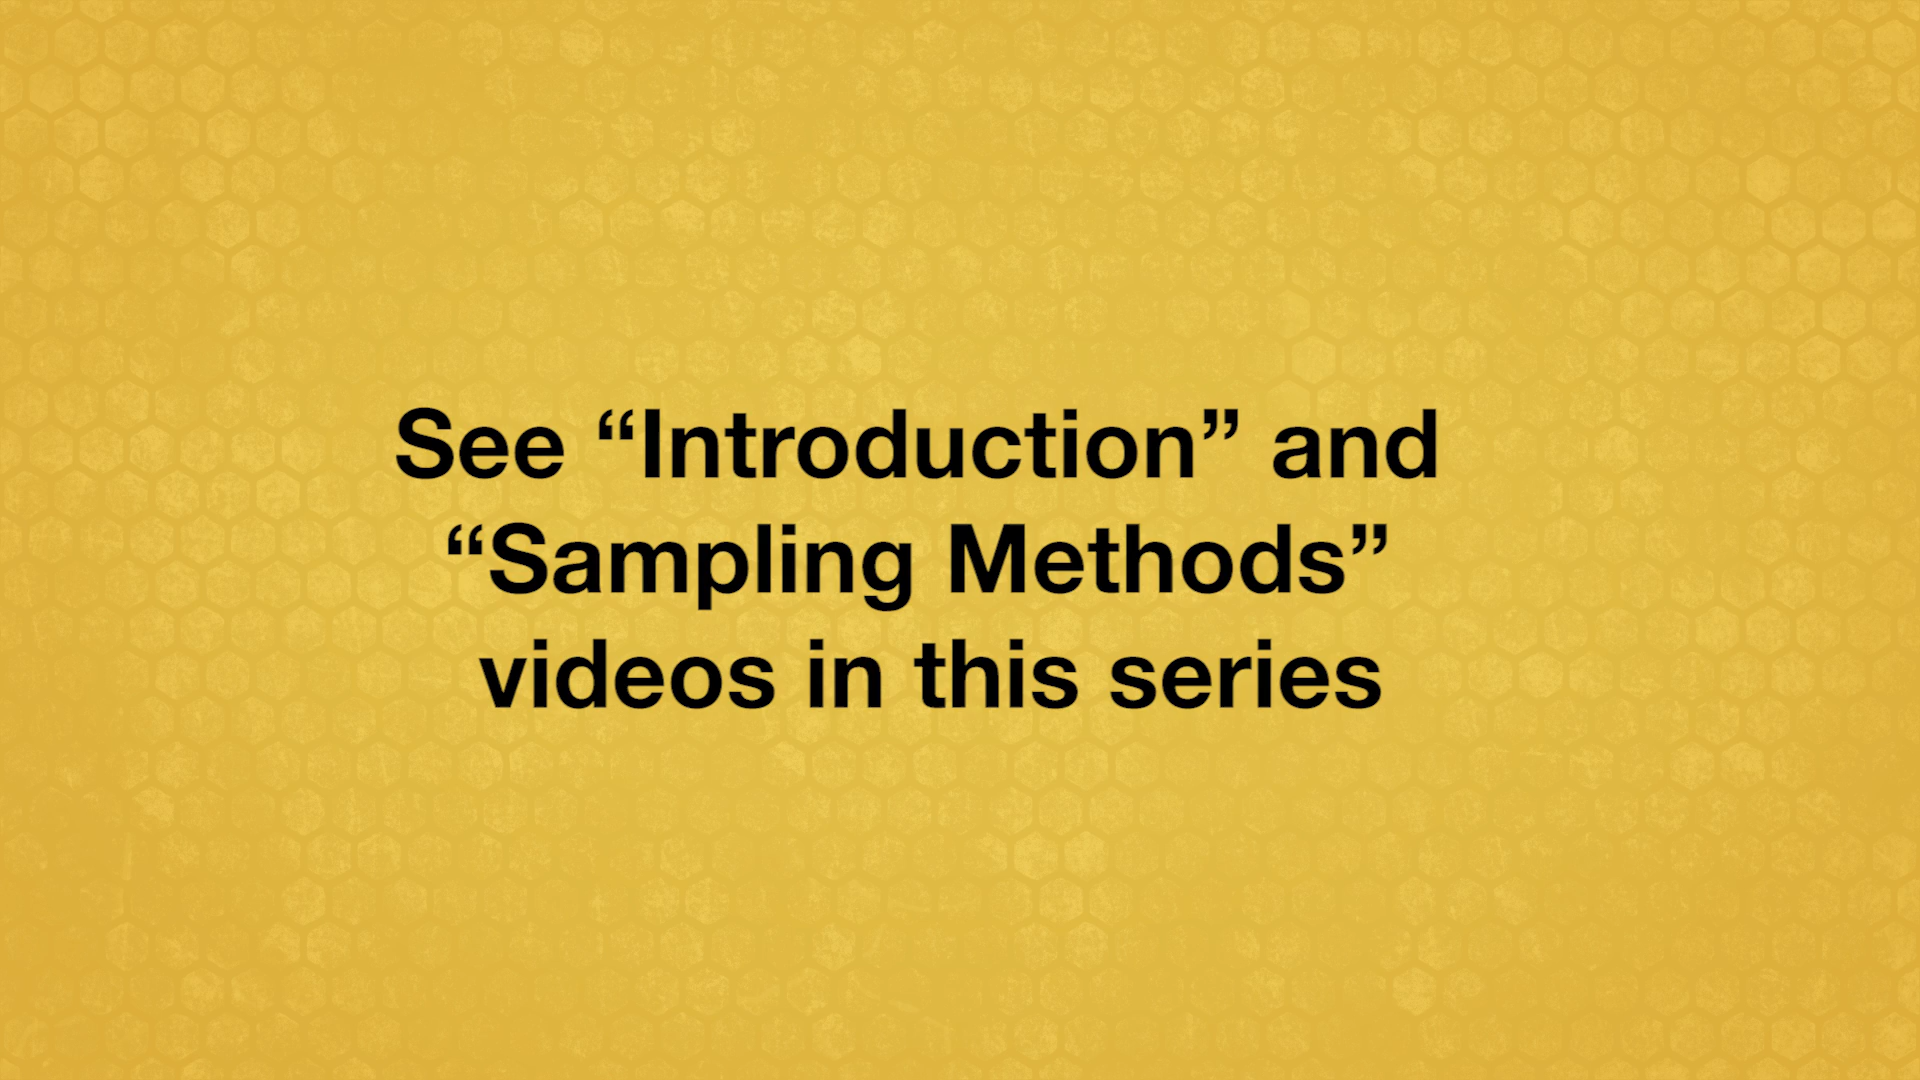 See “Introduction” and
“Sampling Methods”
videos in this series